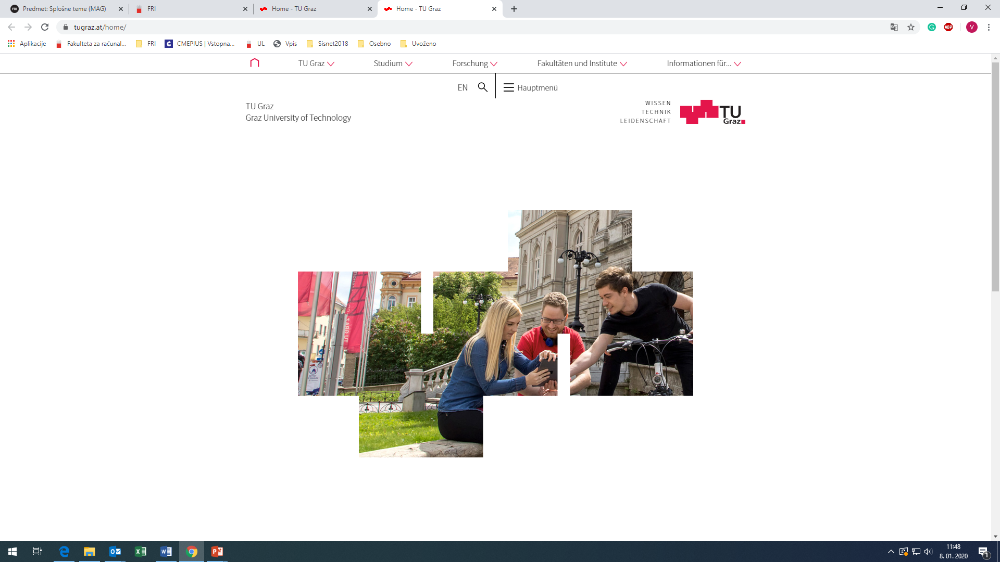 Predmet: Splošne teme (MAG)
FRI
Home - TU Graz
Home - TU Graz
tugraz.at/home/
ABP
V
Aplikacije
Fakulteta za računal...
FRI
CMEPIUS | Vstopna...
UL
Vpis
Sisnet2018
Osebno
Uvoženo
TU Graz
Studium
Forschung
Fakultäten und Institute
Informationen für...
EN
Hauptmenü
TU Graz
Graz University of Technology
WISSEN
TECHNIK
LEIDENSCHAFT
TU
Graz
11:48
8. 01. 2020
1